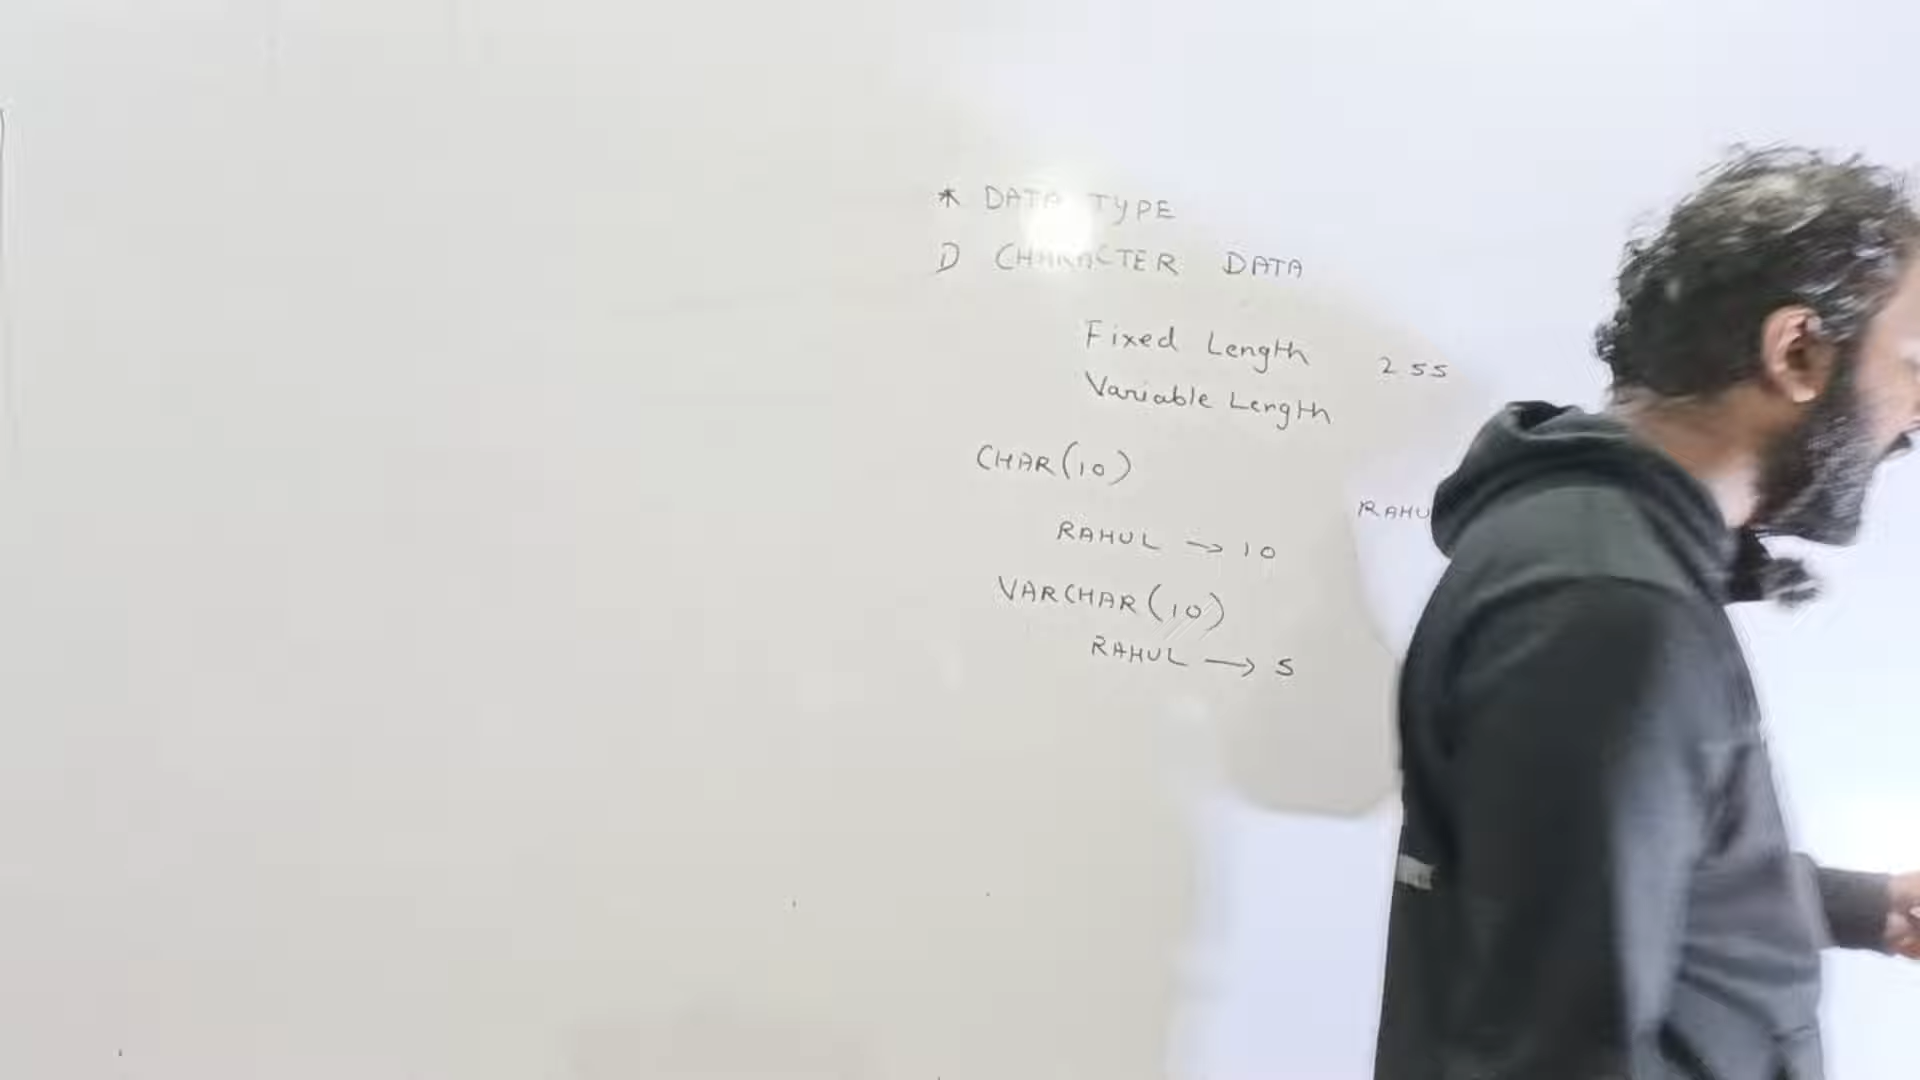 * DATA TYPE
1) CHARACTER DATA
Fixed Length 255
Variable Length
CHAR(10)
RAHUL → 10
VARCHAR(10)
RAHUL → 5